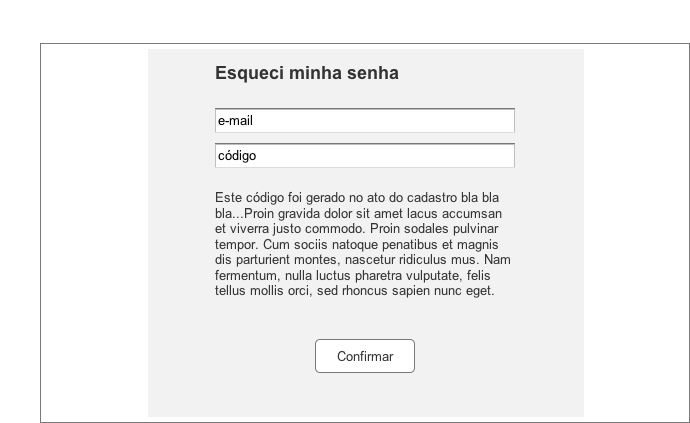 Esqueci minha senha
e-mail
código
Este código foi gerado no ato do cadastro bla bla
bla...Proin gravida dolor sit amet lacus accumsan
et viverra justo commodo. Proin sodales pulvinar
tempor. Cum sociis natoque penatibus et magnis
dis parturient montes, nascetur ridiculus mus. Nam
fermentum, nulla luctus pharetra vulputate, felis
tellus mollis orci, sed rhoncus sapien nunc eget.
Confirmar